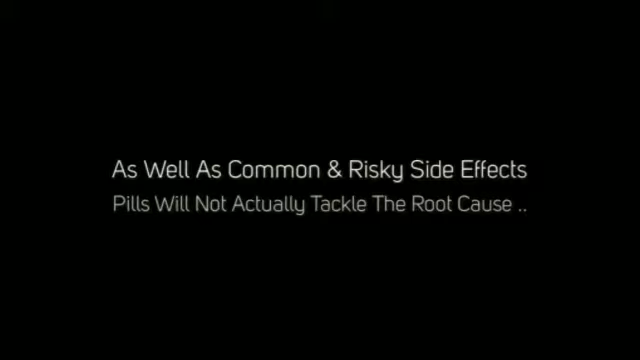 As Well As Common & Risky Side Effects
Pills Will Not Actually Tackle The Root Cause ..